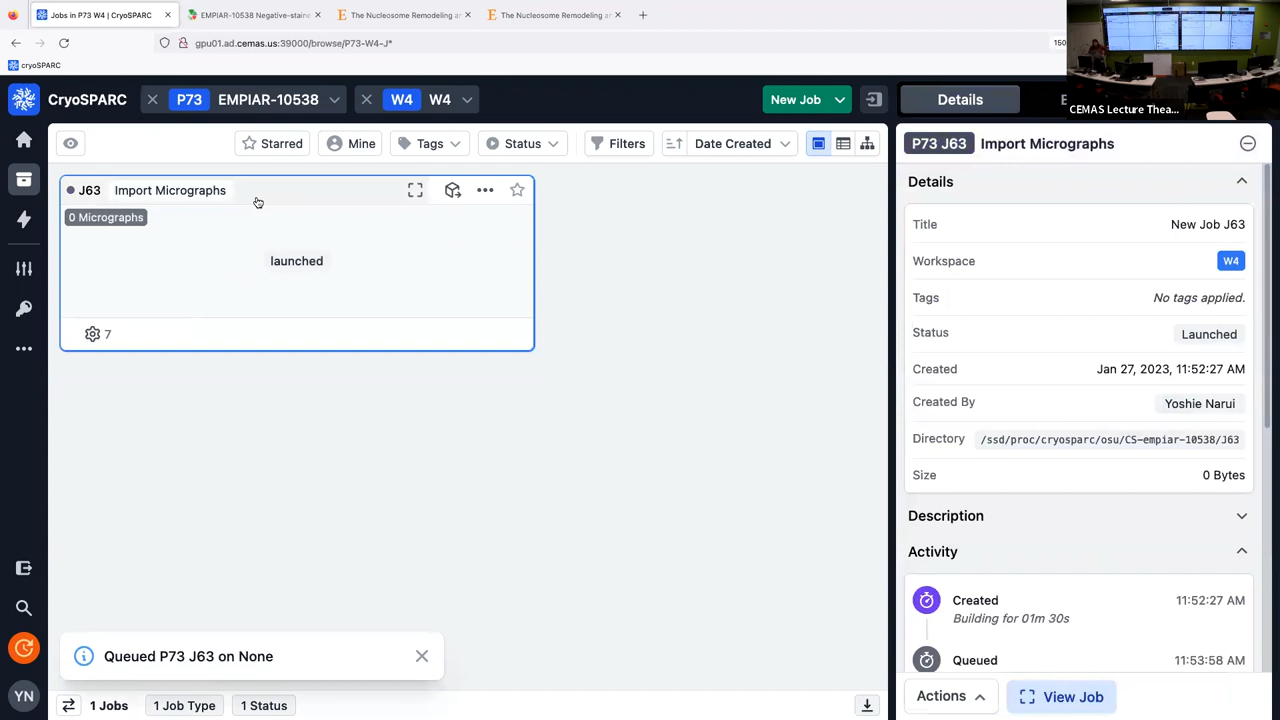 Jobs in P73 W4 | CryoSPARC
EMPIAR-10538 Negative-staine
The Nucleosome Remodeling a
The Nucleosome Remodeling ar
gpu01.ad.cemas.us:39000/browse/P73-W4-J*
150
cryoSPARC
CryoSPARC
P73 EMPIAR-10538
W4 W4
New Job
Details
E
CEMAS Lecture Thea...
Starred
Mine
Tags
Status
Filters
Date Created
P73 J63 Import Micrographs
J63 Import Micrographs
0 Micrographs
launched
7
Details
Title New Job J63
Workspace W4
Tags No tags applied.
Status Launched
Created Jan 27, 2023, 11:52:27 AM
Created By Yoshie Narui
Directory /ssd/proc/cryosparc/osu/CS-empiar-10538/J63
Size 0 Bytes
Description
Activity
Created 11:52:27 AM
Building for 01m 30s
Queued 11:53:58 AM
Queued P73 J63 on None
YN
1 Jobs
1 Job Type
1 Status
Actions
View Job